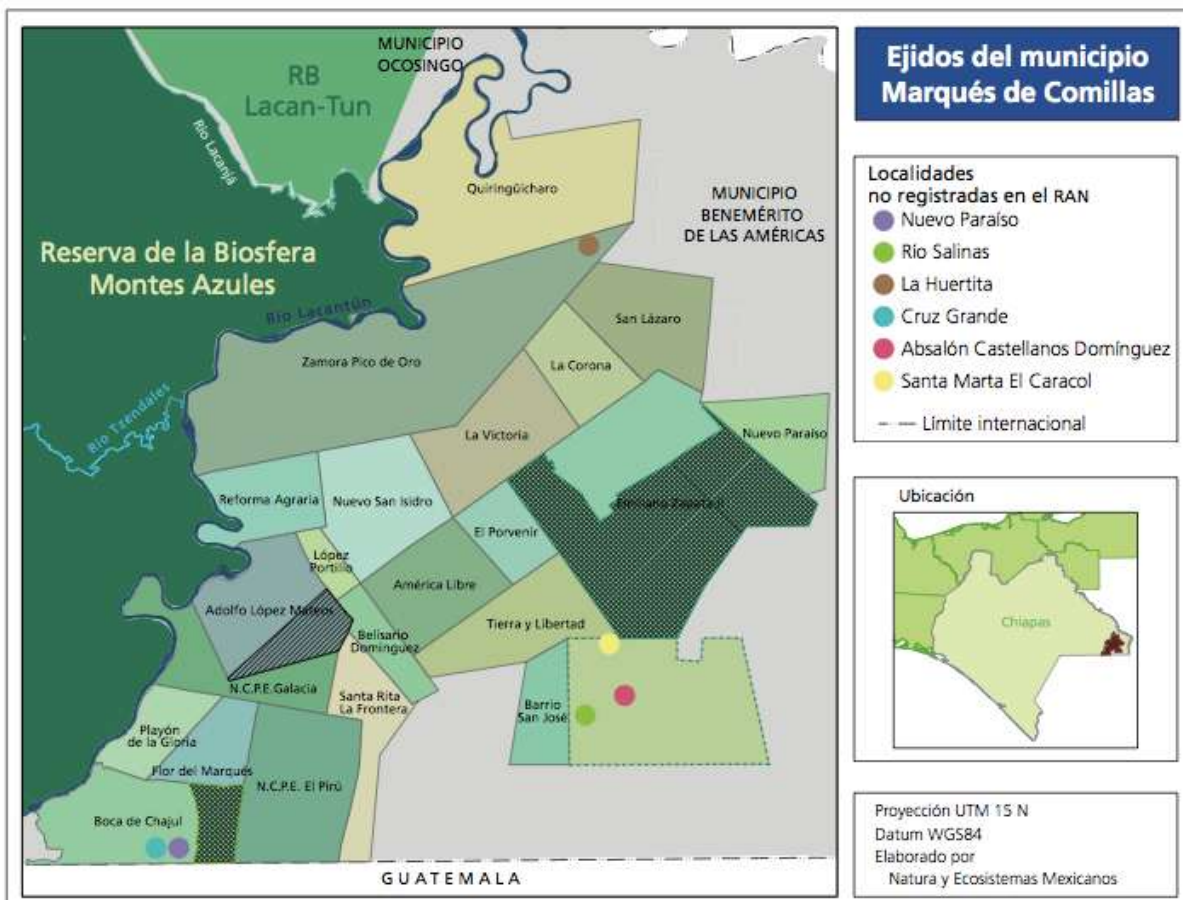 MUNICIPIO
OCOSINGO
RB
Lacan-Tun
Río Lacanjá
Quiringüicharo
MUNICIPIO
BENEMÉRITO
DE LAS AMÉRICAS
Reserva de la Biosfera
Montes Azules
Río Lacantún
San Lázaro
Zamora Pico de Oro
La Corona
Río Tzendales
La Victoria
Nuevo Paraíso
Reforma Agraria
Nuevo San Isidro
Emiliano Zapata II
El Porvenir
López
Portillo
América Libre
Adolfo López Mateos
Tierra y Libertad
Belisario
Domínguez
N.C.P.E. Galacia
Santa Rita
La Frontera
Barrio
San José
Playón
de la Gloria
Flor del Marqués
N.C.P.E. El Pirú
Boca de Chajul
GUATEMALA
Ejidos del municipio
Marqués de Comillas
Localidades
no registradas en el RAN
Nuevo Paraíso
Río Salinas
La Huertita
Cruz Grande
Absalón Castellanos Domínguez
Santa Marta El Caracol
Límite internacional
Ubicación
Chiapas
Proyección UTM 15 N
Datum WGS84
Elaborado por
Natura y Ecosistemas Mexicanos